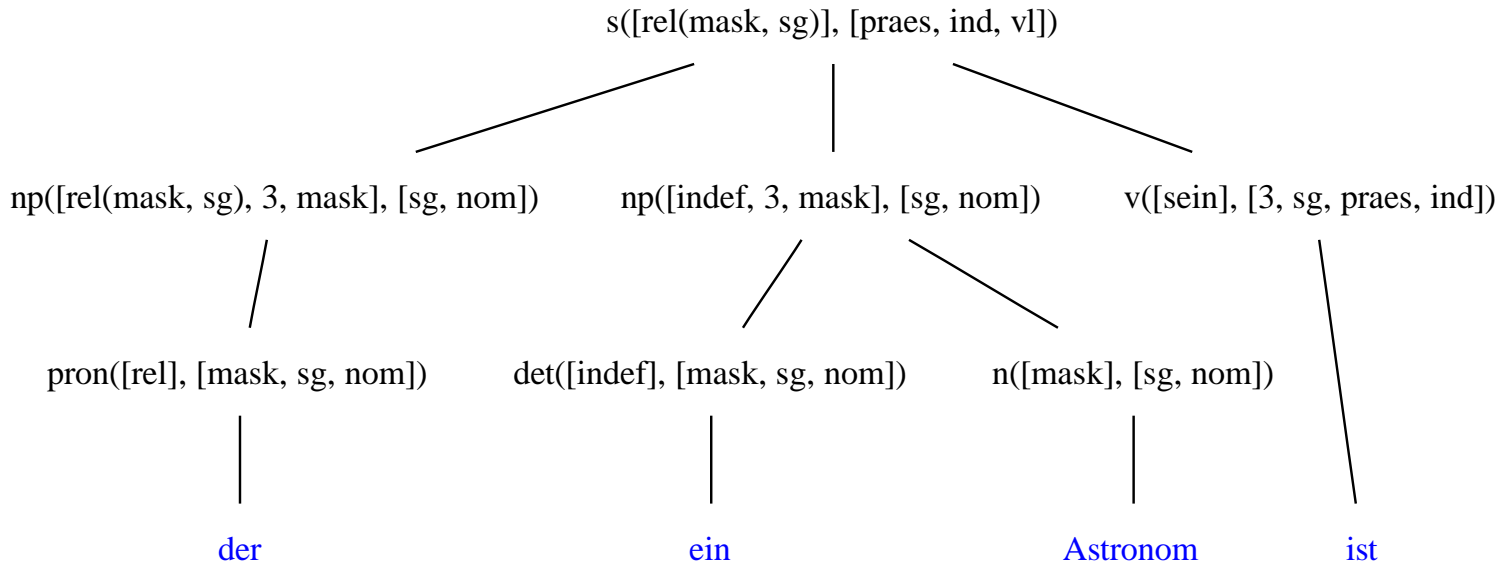 s([rel(mask, sg)], [praes, ind, vl])
np([rel(mask, sg), 3, mask], [sg, nom]) np([indef, 3, mask], [sg, nom]) v([sein], [3, sg, praes, ind])
pron([rel], [mask, sg, nom]) det([indef], [mask, sg, nom]) n([mask], [sg, nom])
der ein Astronom ist